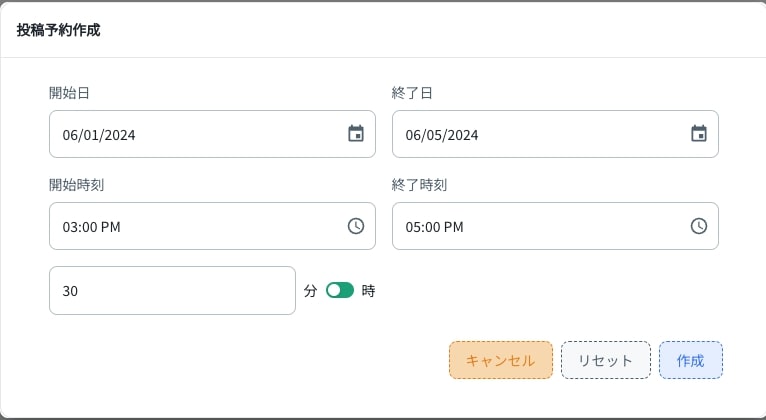 投稿予約作成
開始日 終了日
06/01/2024 06/05/2024
開始時刻 終了時刻
03:00 PM 05:00 PM
30 分 時
キャンセル リセット 作成